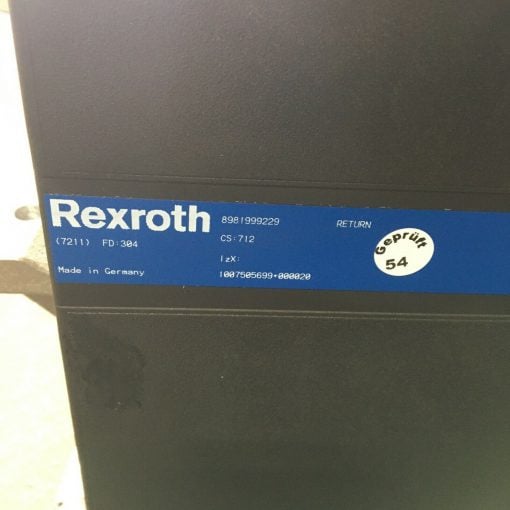 Rexroth
8981999229
RETURN
(7211) FD:304
CS:712
IzX:
Made in Germany
1007505699*000020
Geprüft
54